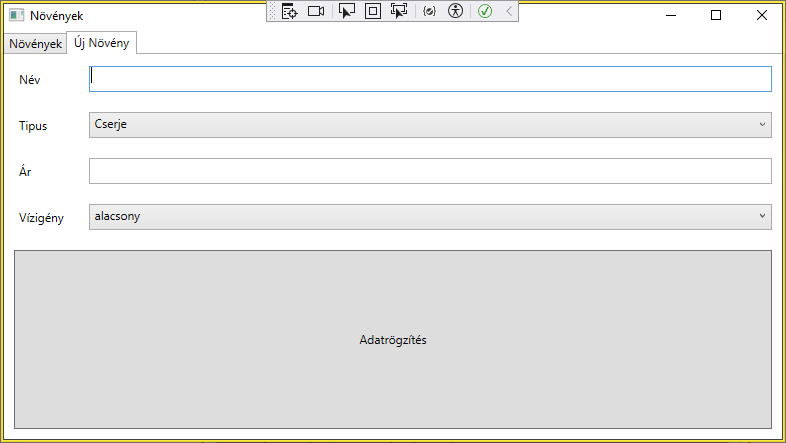 Növények
Növények Új Növény
Név
Tipus Cserje
Ár
Vízigény alacsony
Adatrögzítés